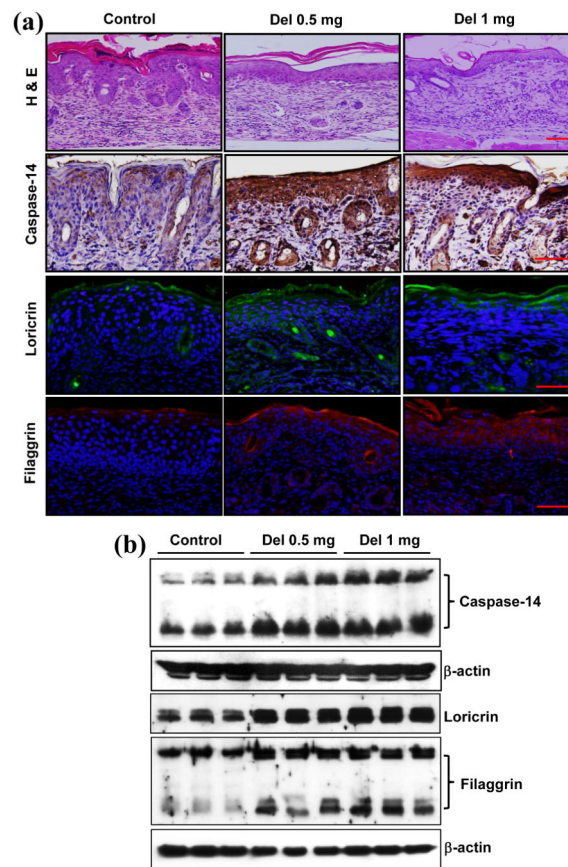 (a)
Control Del 0.5 mg Del 1 mg
H & E
Caspase-14
Loricrin
Filaggrin
(b)
Control Del 0.5 mg Del 1 mg
Caspase-14
β-actin
Loricrin
Filaggrin
β-actin